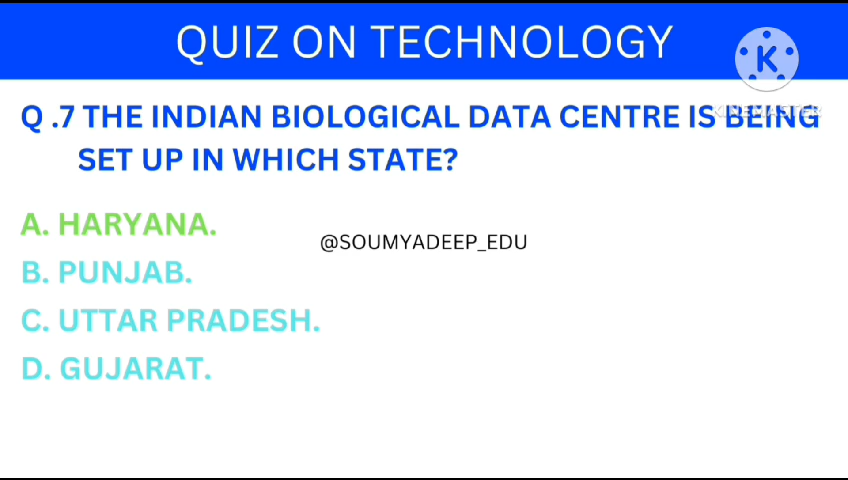 QUIZ ON TECHNOLOGY
K
KINEMASTER
Q .7 THE INDIAN BIOLOGICAL DATA CENTRE IS BEING
SET UP IN WHICH STATE?
A. HARYANA.
@SOUMYADEEP_EDU
B. PUNJAB.
C. UTTAR PRADESH.
D. GUJARAT.